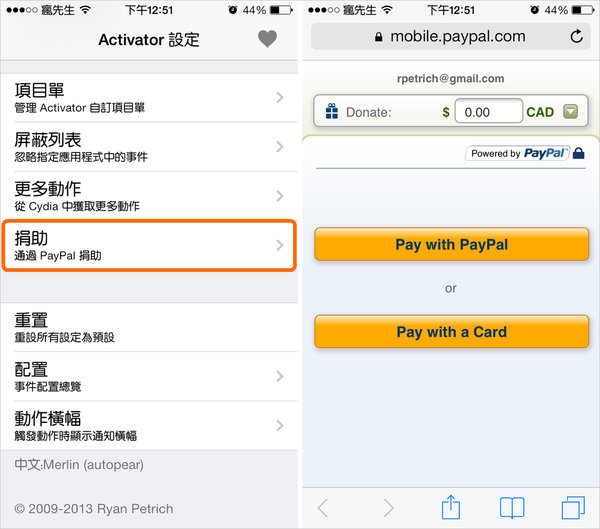 瘋先生 下午12:51 44%
Activator 設定
項目單
管理 Activator 自訂項目單
屏蔽列表
忽略指定應用程式中的事件
更多動作
從 Cydia 中獲取更多動作
捐助
通過 PayPal 捐助
重置
重設所有設定為預設
配置
事件配置總覽
動作橫幅
觸發動作時顯示通知橫幅
中文:Merlin (autopear)
© 2009-2013 Ryan Petrich
瘋先生 下午12:51 44%
mobile.paypal.com
rpetrich@gmail.com
Donate: $ 0.00 CAD
Powered by PayPal
Pay with PayPal
or
Pay with a Card